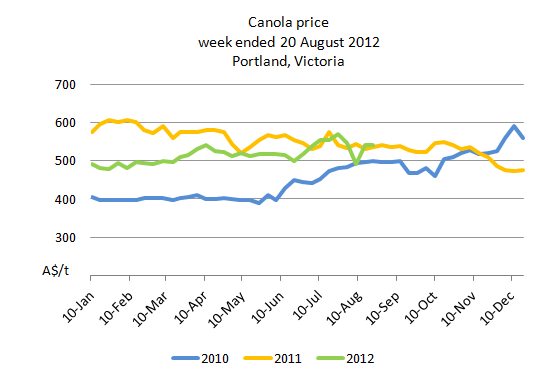 Canola price
week ended 20 August 2012
Portland, Victoria
700
600
500
400
300
A$/t
10-Jan 10-Feb 10-Mar 10-Apr 10-May 10-Jun 10-Jul 10-Aug 10-Sep 10-Oct 10-Nov 10-Dec
2010 2011 2012